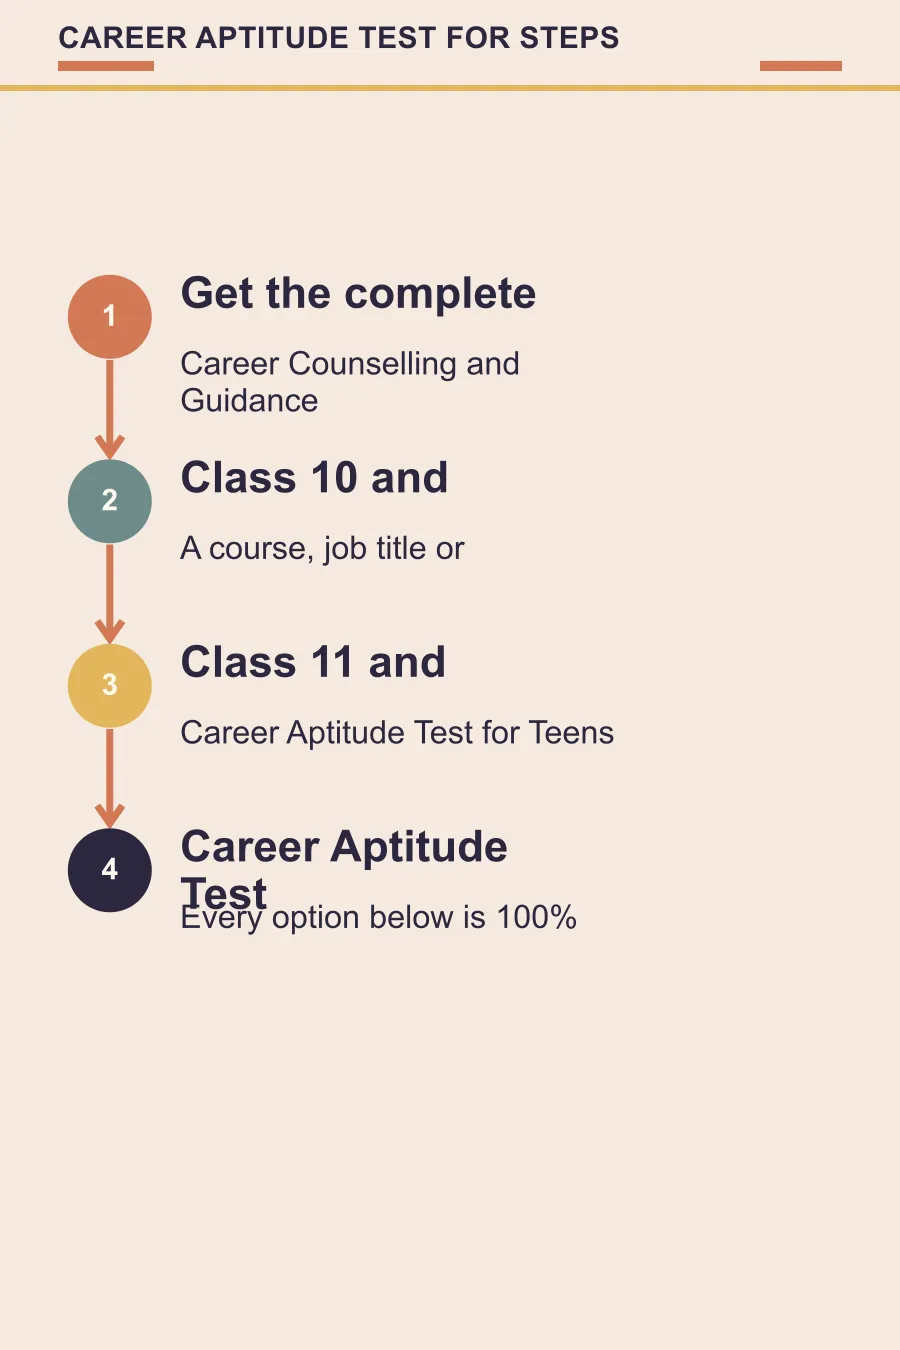 CAREER APTITUDE TEST FOR STEPS
1
Get the complete
Career Counselling and
Guidance
2
Class 10 and
A course, job title or
3
Class 11 and
Career Aptitude Test for Teens
4
Career Aptitude
Test
Every option below is 100%